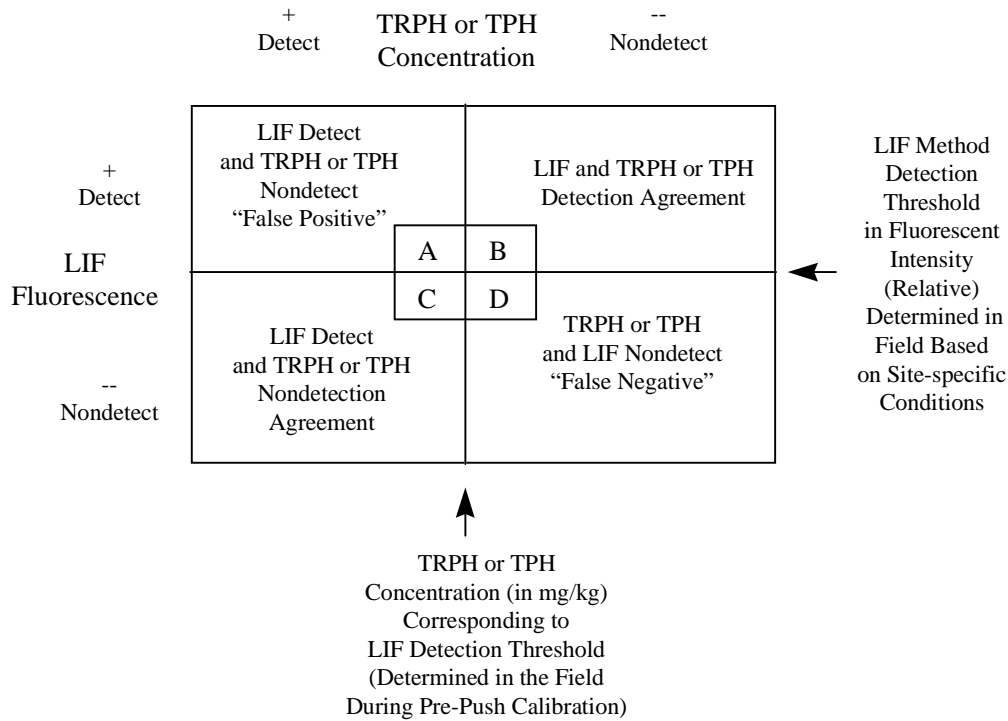 +
Detect
TRPH or TPH
Concentration
--
Nondetect
LIF Detect
and TRPH or TPH
Nondetect
“False Positive”
LIF and TRPH or TPH
Detection Agreement
+
Detect
LIF
Fluorescence
--
Nondetect
A
B
C
D
LIF Detect
and TRPH or TPH
Nondetection
Agreement
TRPH or TPH
and LIF Nondetect
“False Negative”
LIF Method
Detection
Threshold
in Fluorescent
Intensity
(Relative)
Determined in
Field Based
on Site-specific
Conditions
TRPH or TPH
Concentration (in mg/kg)
Corresponding to
LIF Detection Threshold
(Determined in the Field
During Pre-Push Calibration)